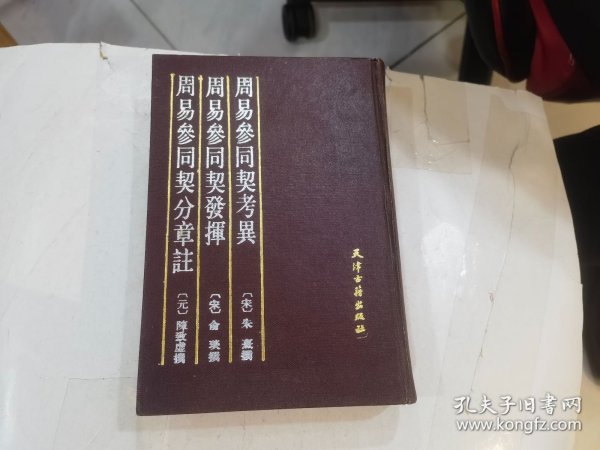 周易參同契考異 〔宋〕朱熹撰
周易參同契發揮 〔宋〕俞琰撰
周易參同契分章註 〔元〕陳致虛撰
天津古籍出版社
孔夫子旧书网
www.kongfz.com